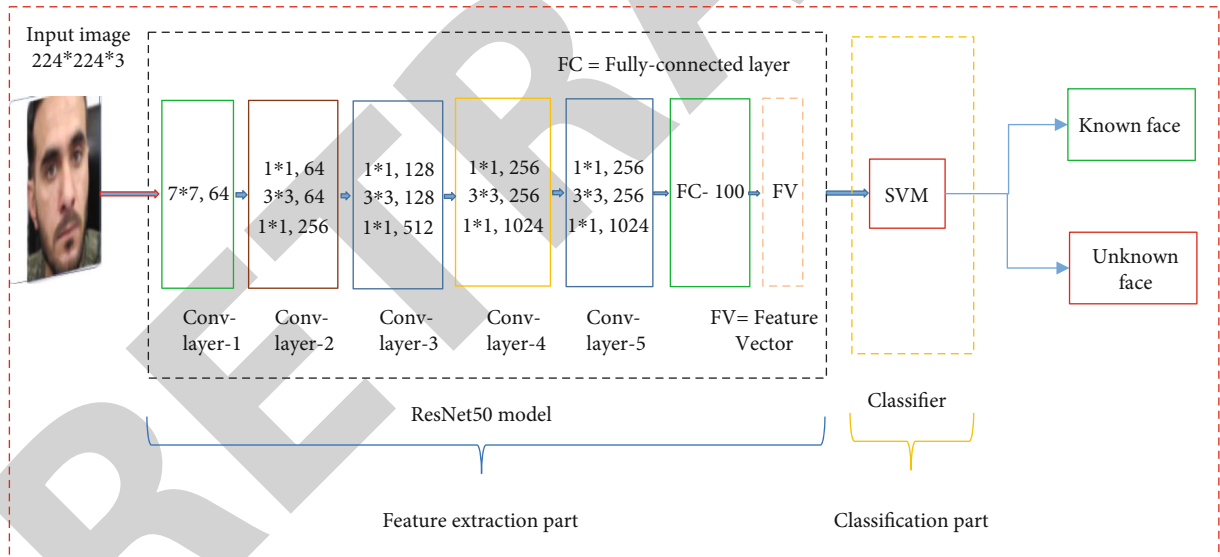 Input image
224*224*3
FC = Fully-connected layer
7*7, 64
1*1, 64
3*3, 64
1*1, 256
1*1, 128
3*3, 128
1*1, 512
1*1, 256
3*3, 256
1*1, 1024
1*1, 256
3*3, 256
1*1, 1024
FC- 100
FV
SVM
Known face
Unknown
face
Conv-
layer-1
Conv-
layer-2
Conv-
layer-3
Conv-
layer-4
Conv-
layer-5
FV= Feature
Vector
ResNet50 model
Classifier
Feature extraction part
Classification part
RETRA